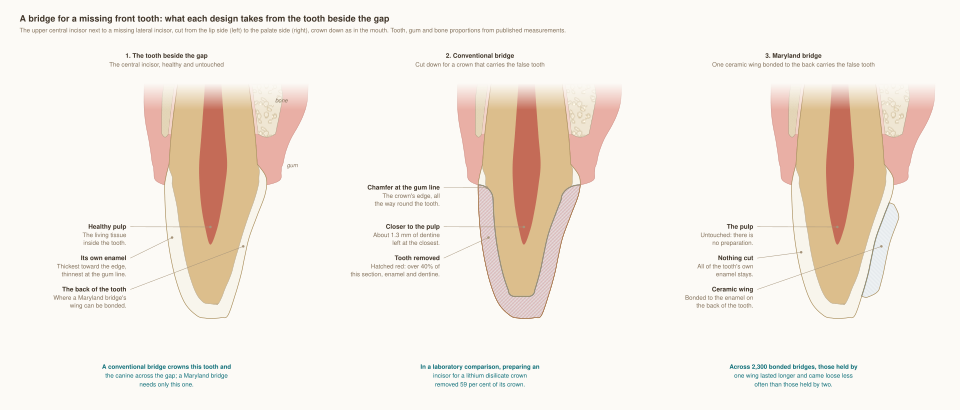 A bridge for a missing front tooth: what each design takes from the tooth beside the gap
The upper central incisor next to a missing lateral incisor, cut from the lip side (left) to the palate side (right), crown down as in the mouth. Tooth, gum and bone proportions from published measurements.
1. The tooth beside the gap
The central incisor, healthy and untouched
bone
gum
Healthy pulp
The living tissue
inside the tooth.
Its own enamel
Thickest toward the edge,
thinnest at the gum line.
The back of the tooth
Where a Maryland bridge's
wing can be bonded.
A conventional bridge crowns this tooth and
the canine across the gap; a Maryland bridge
needs only this one.
2. Conventional bridge
Cut down for a crown that carries the false tooth
Chamfer at the gum line
The crown's edge, all
the way round the tooth.
Closer to the pulp
About 1.3 mm of dentine
left at the closest.
Tooth removed
Hatched red: over 40% of
this section, enamel and dentine.
In a laboratory comparison, preparing an
incisor for a lithium disilicate crown
removed 59 per cent of its crown.
3. Maryland bridge
One ceramic wing bonded to the back carries the false tooth
The pulp
Untouched: there is
no preparation.
Nothing cut
All of the tooth's own
enamel stays.
Ceramic wing
Bonded to the enamel on
the back of the tooth.
Across 2,300 bonded bridges, those held by
one wing lasted longer and came loose less
often than those held by two.